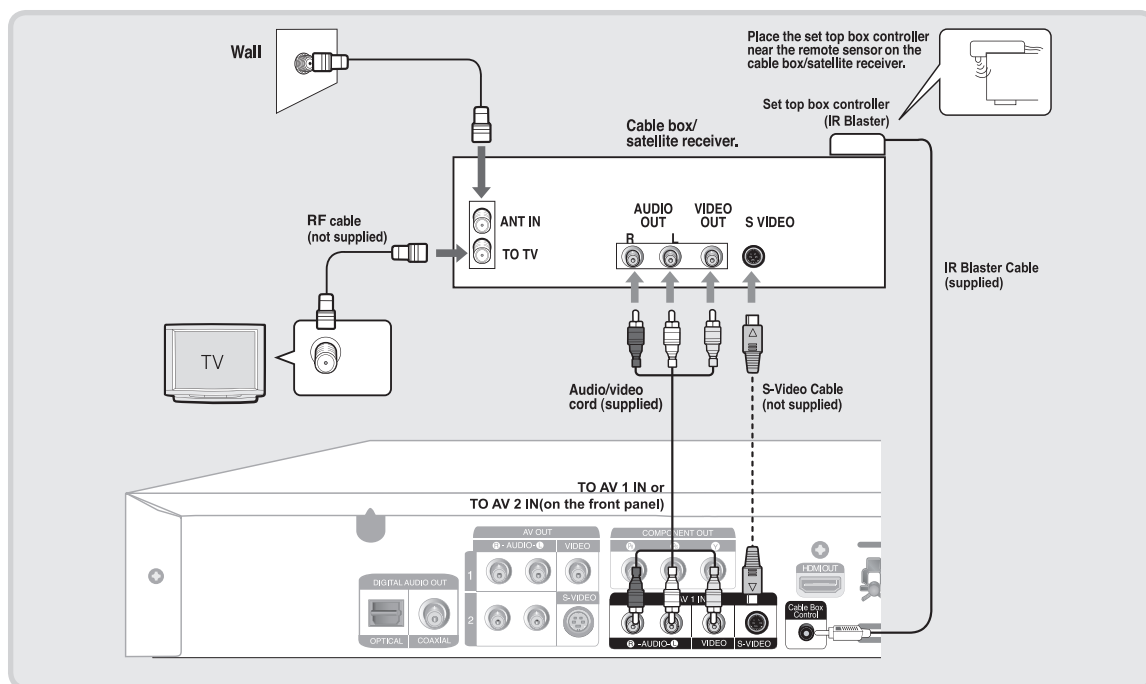 Wall
Place the set top box controller
near the remote sensor on the
cable box/satellite receiver.
Set top box controller
(IR Blaster)
Cable box/
satellite receiver.
RF cable
(not supplied)
ANT IN
TO TV
AUDIO
OUT
R
L
VIDEO
OUT
S VIDEO
IR Blaster Cable
(supplied)
TV
Audio/video
cord (supplied)
S-Video Cable
(not supplied)
TO AV 1 IN or
TO AV 2 IN(on the front panel)
AV OUT
R - AUDIO - L
VIDEO
1
2
S-VIDEO
DIGITAL AUDIO OUT
OPTICAL
COAXIAL
COMPONENT OUT
Y
AV 1 IN
R -AUDIO- L
VIDEO
S-VIDEO
HDMI OUT
Cable Box
Control